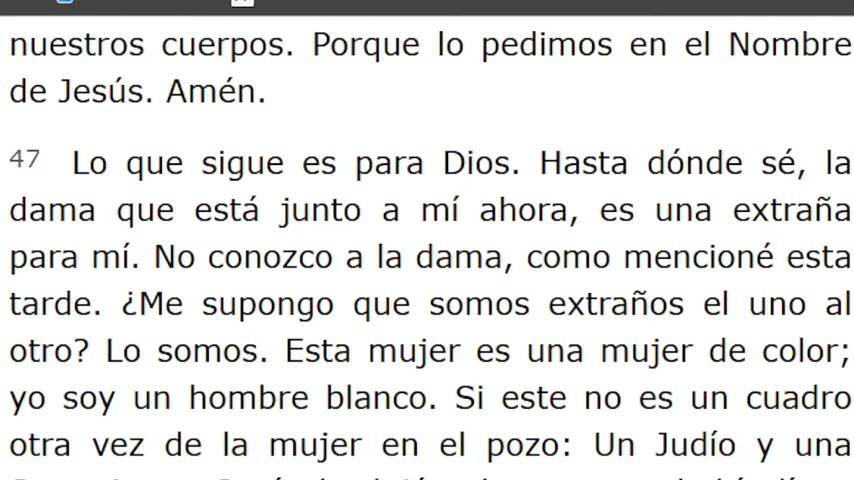 nuestros cuerpos. Porque lo pedimos en el Nombre
de Jesús. Amén.
47 Lo que sigue es para Dios. Hasta dónde sé, la
dama que está junto a mí ahora, es una extraña
para mí. No conozco a la dama, como mencioné esta
tarde. ¿Me supongo que somos extraños el uno al
otro? Lo somos. Esta mujer es una mujer de color;
yo soy un hombre blanco. Si este no es un cuadro
otra vez de la mujer en el pozo: Un Judío y una